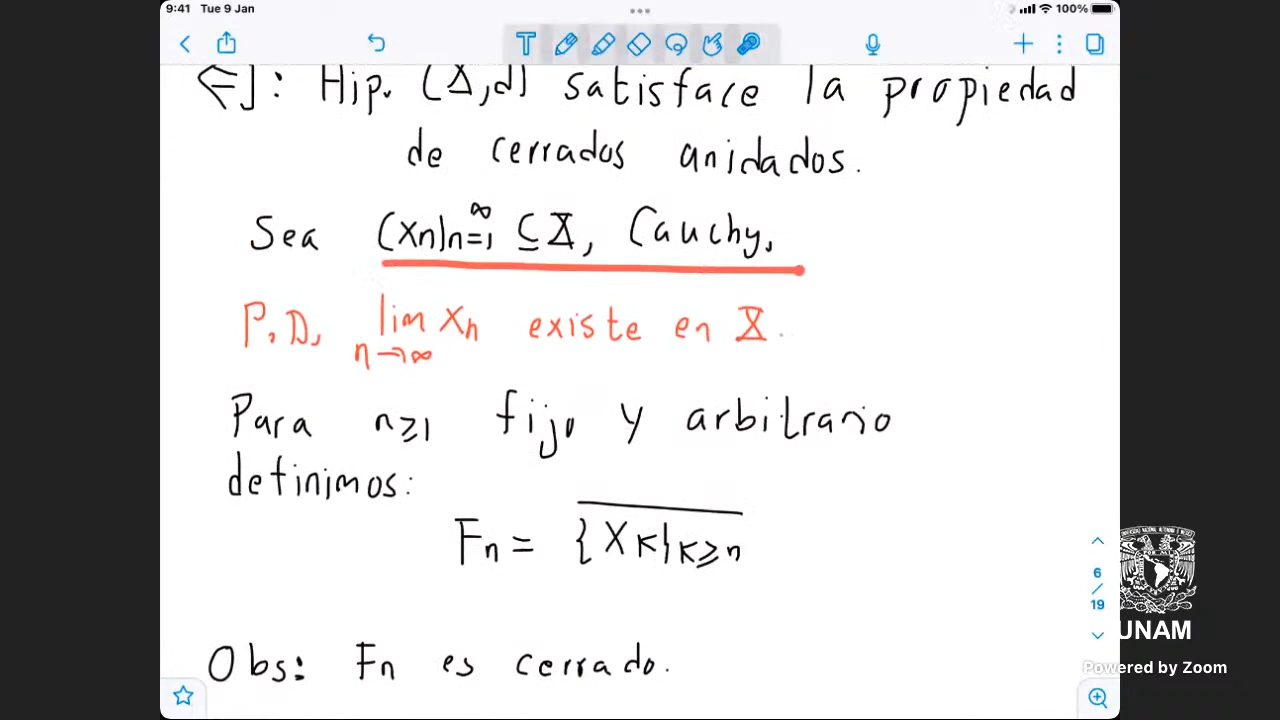 9:41 Tue 9 Jan
100%
⇐]: Hip. (X,d) satisface la propiedad
de cerrados anidados.
Sea (xn)n=1^∞ ⊆ X, Cauchy.
P.D. lim n→∞ xn existe en X.
Para n≥1 fijo y arbitrario
definimos:
Fn = \overline{{xk}k≥n}
Obs: Fn es cerrado.
6
/
19
UNAM
Powered by Zoom